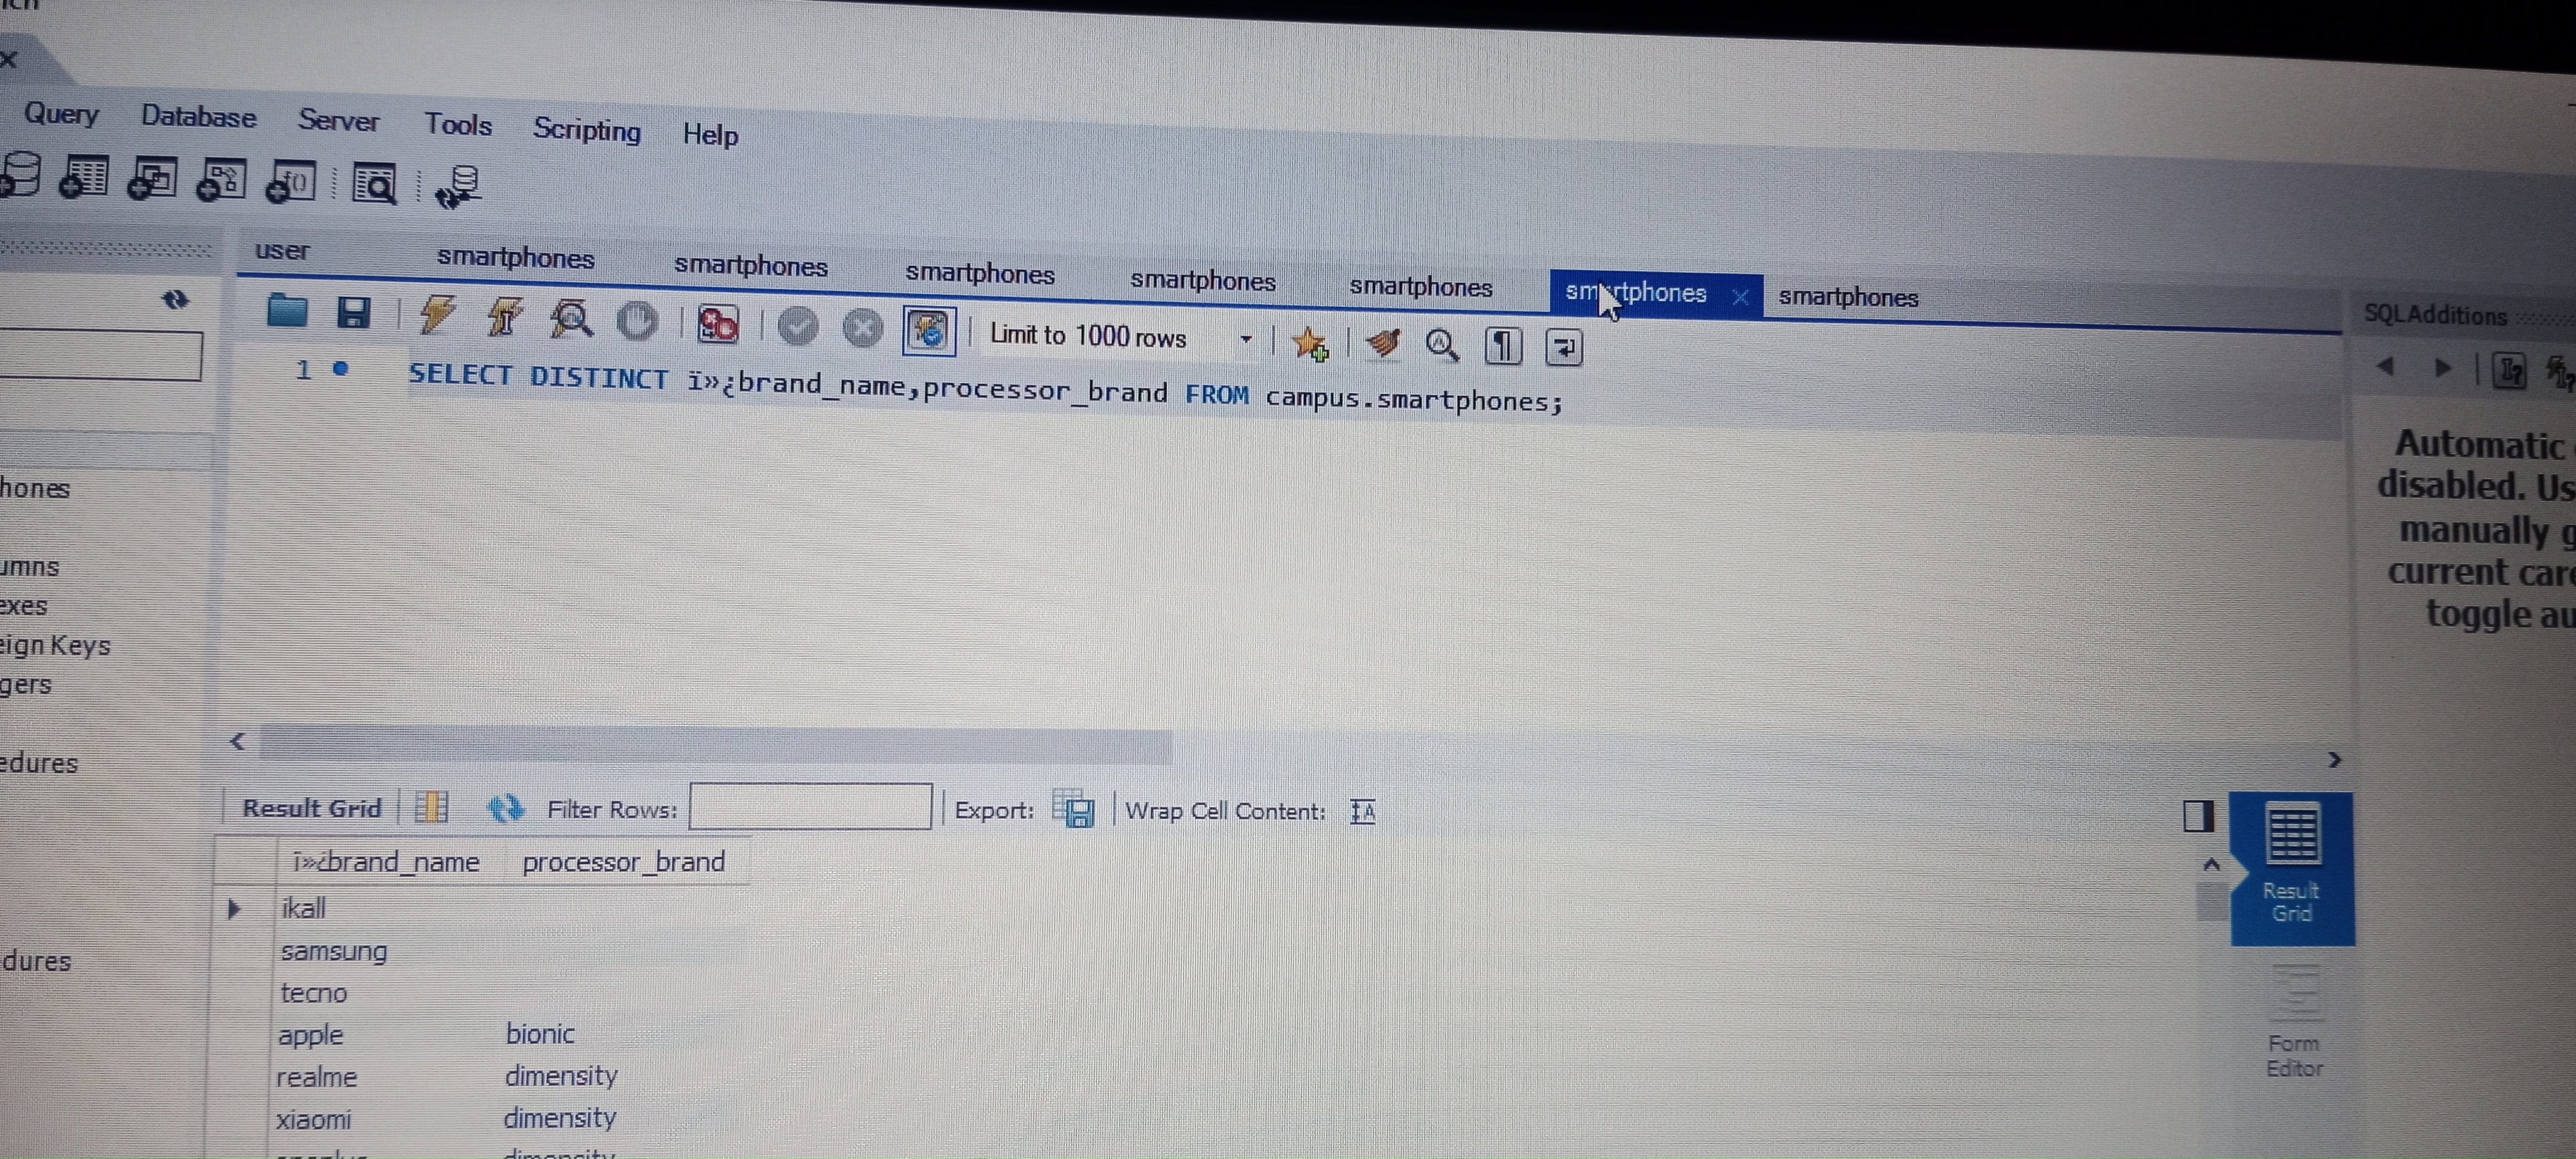 Query Database Server Tools Scripting Help
user smartphones smartphones smartphones smartphones smartphones smartphones smartphones
SQLAdditions
Limit to 1000 rows
1 SELECT DISTINCT ï»¿brand_name,processor_brand FROM campus.smartphones;
hones
umns
exes
eign Keys
gers
edures
dures
Automatic
disabled. Us
manually g
current care
toggle au
Result Grid Filter Rows: Export: Wrap Cell Content:
ï»¿brand_name processor_brand
ikall
samsung
tecno
apple bionic
realme dimensity
xiaomi dimensity
Result
Grid
Form
Editor